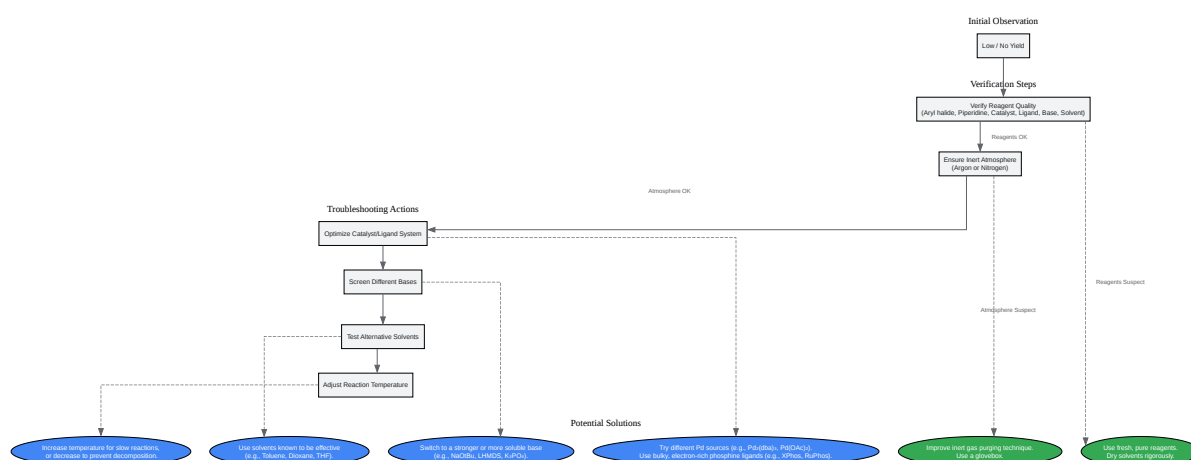 Initial Observation
Low / No Yield
Verification Steps
Verify Reagent Quality
(Aryl halide, Piperidine, Catalyst, Ligand, Base, Solvent)
Reagents OK
Ensure Inert Atmosphere
(Argon or Nitrogen)
Atmosphere OK
Troubleshooting Actions
Optimize Catalyst/Ligand System
Screen Different Bases
Reagents Suspect
Atmosphere Suspect
Test Alternative Solvents
Adjust Reaction Temperature
Potential Solutions
Increase temperature for slow reactions,
or decrease to prevent decomposition.
Use solvents known to be effective
(e.g., Toluene, Dioxane, THF).
Switch to a stronger or more soluble base
(e.g., NaOtBu, LHMDS, K₃PO₄).
Try different Pd sources (e.g., Pd₂(dba)₃, Pd(OAc)₂).
Use bulky, electron-rich phosphine ligands (e.g., XPhos, RuPhos).
Improve inert gas purging technique.
Use a glovebox.
Use fresh, pure reagents.
Dry solvents rigorously.